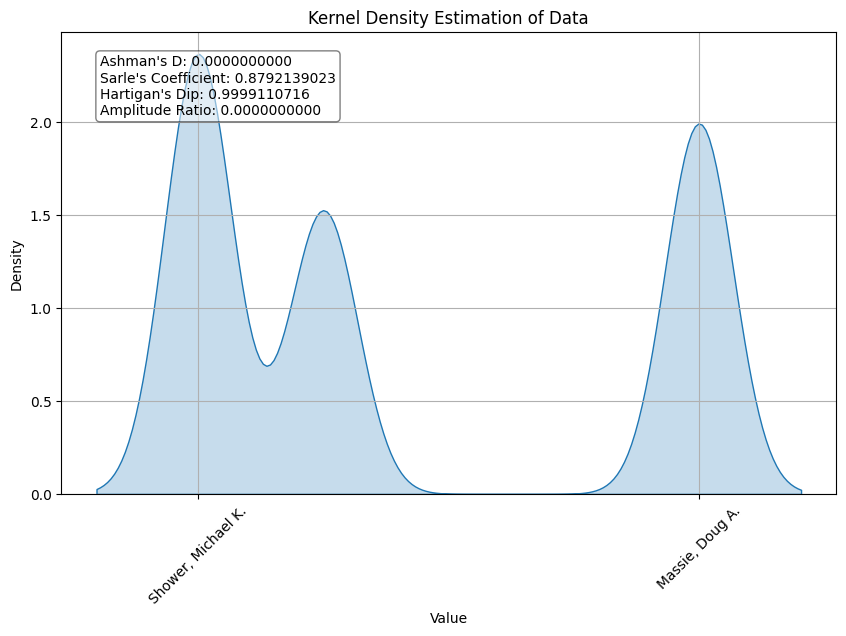 Kernel Density Estimation of Data
Ashman's D: 0.0000000000
Sarle's Coefficient: 0.8792139023
Hartigan's Dip: 0.9999110716
Amplitude Ratio: 0.0000000000
Density
2.0
1.5
1.0
0.5
0.0
Shower, Michael K.
Massie, Doug A.
Value